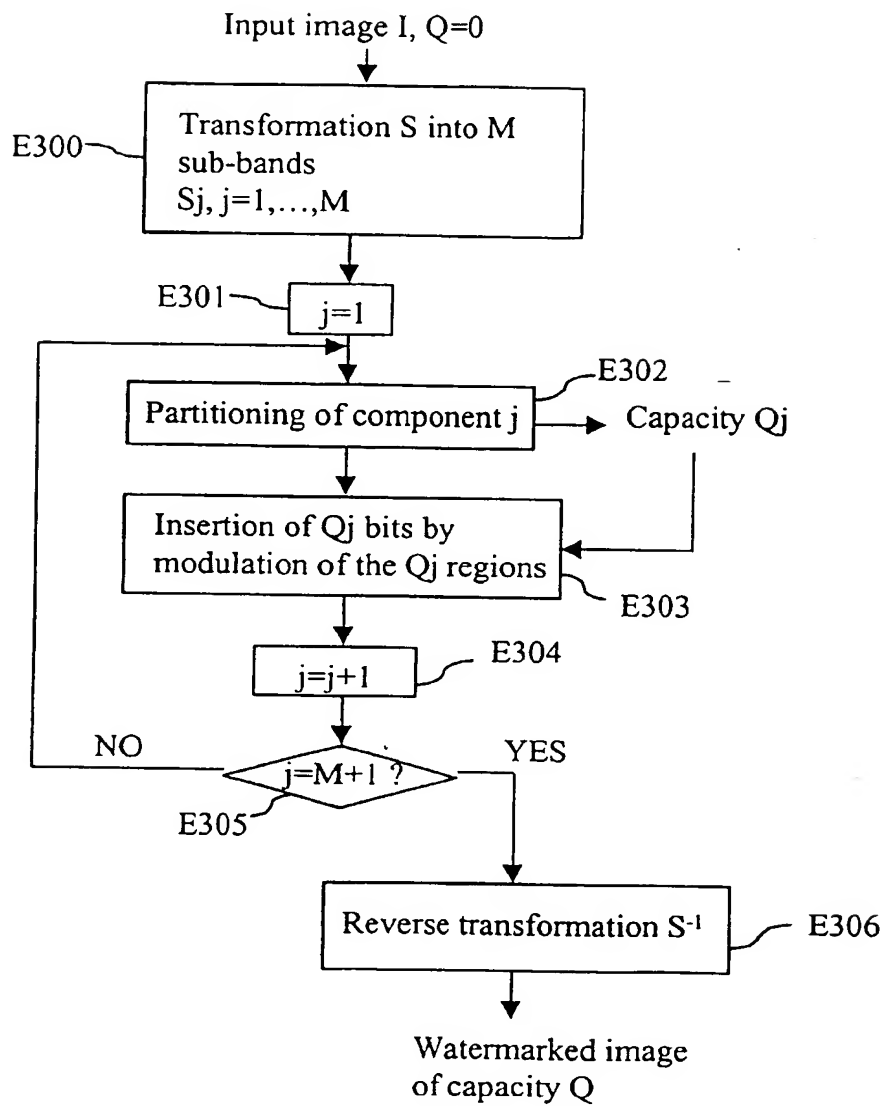 Input image I, Q=0
E300
Transformation S into M
sub-bands
Sj, j=1,...,M
E301
j=1
E302
Partitioning of component j
Capacity Qj
Insertion of Qj bits by
modulation of the Qj regions
E303
E304
j=j+1
NO
YES
j=M+1 ?
E305
Reverse transformation S-1
E306
Watermarked image
of capacity Q